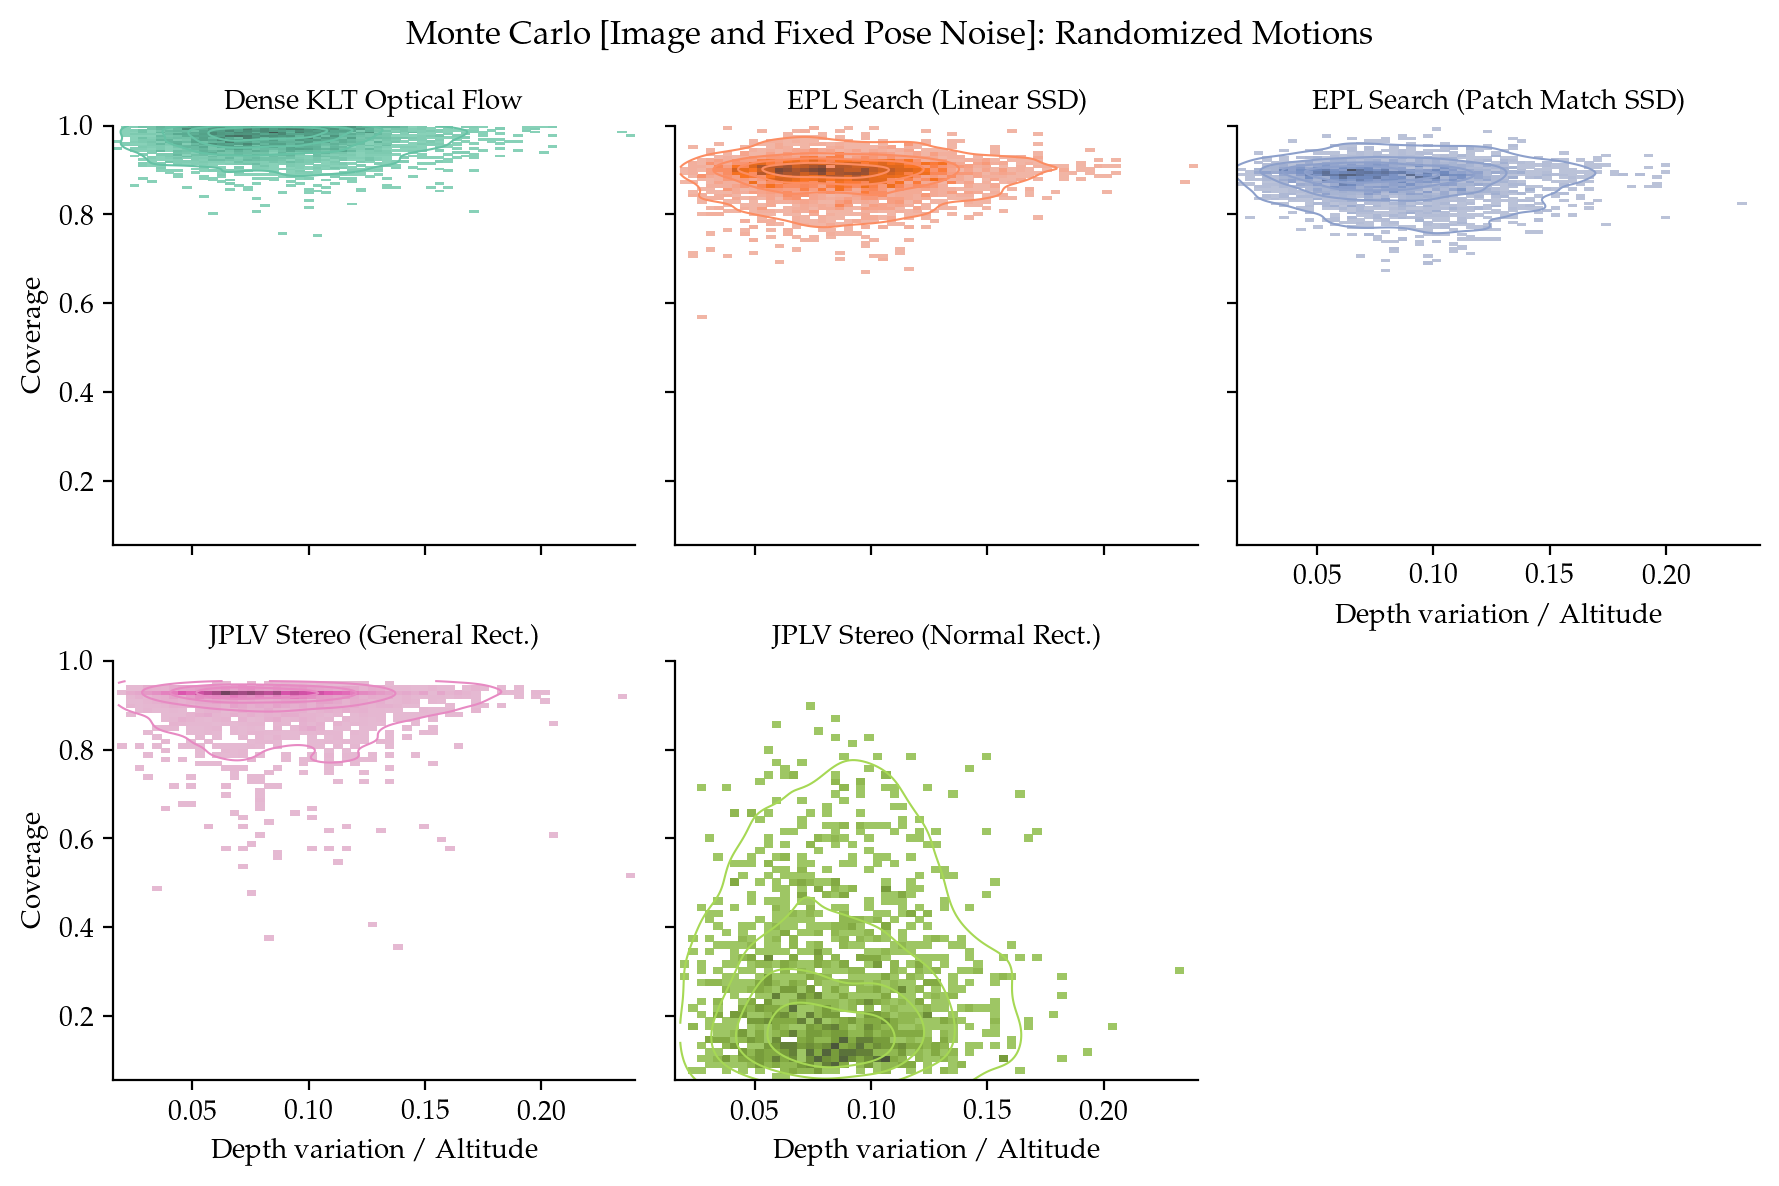 Monte Carlo [Image and Fixed Pose Noise]: Randomized Motions
Dense KLT Optical Flow
EPL Search (Linear SSD)
EPL Search (Patch Match SSD)
1.0
0.8
0.6
0.4
0.2
Coverage
0.05 0.10 0.15 0.20
Depth variation / Altitude
JPLV Stereo (General Rect.)
JPLV Stereo (Normal Rect.)
1.0
0.8
0.6
0.4
0.2
Coverage
0.05 0.10 0.15 0.20
0.05 0.10 0.15 0.20
Depth variation / Altitude
Depth variation / Altitude